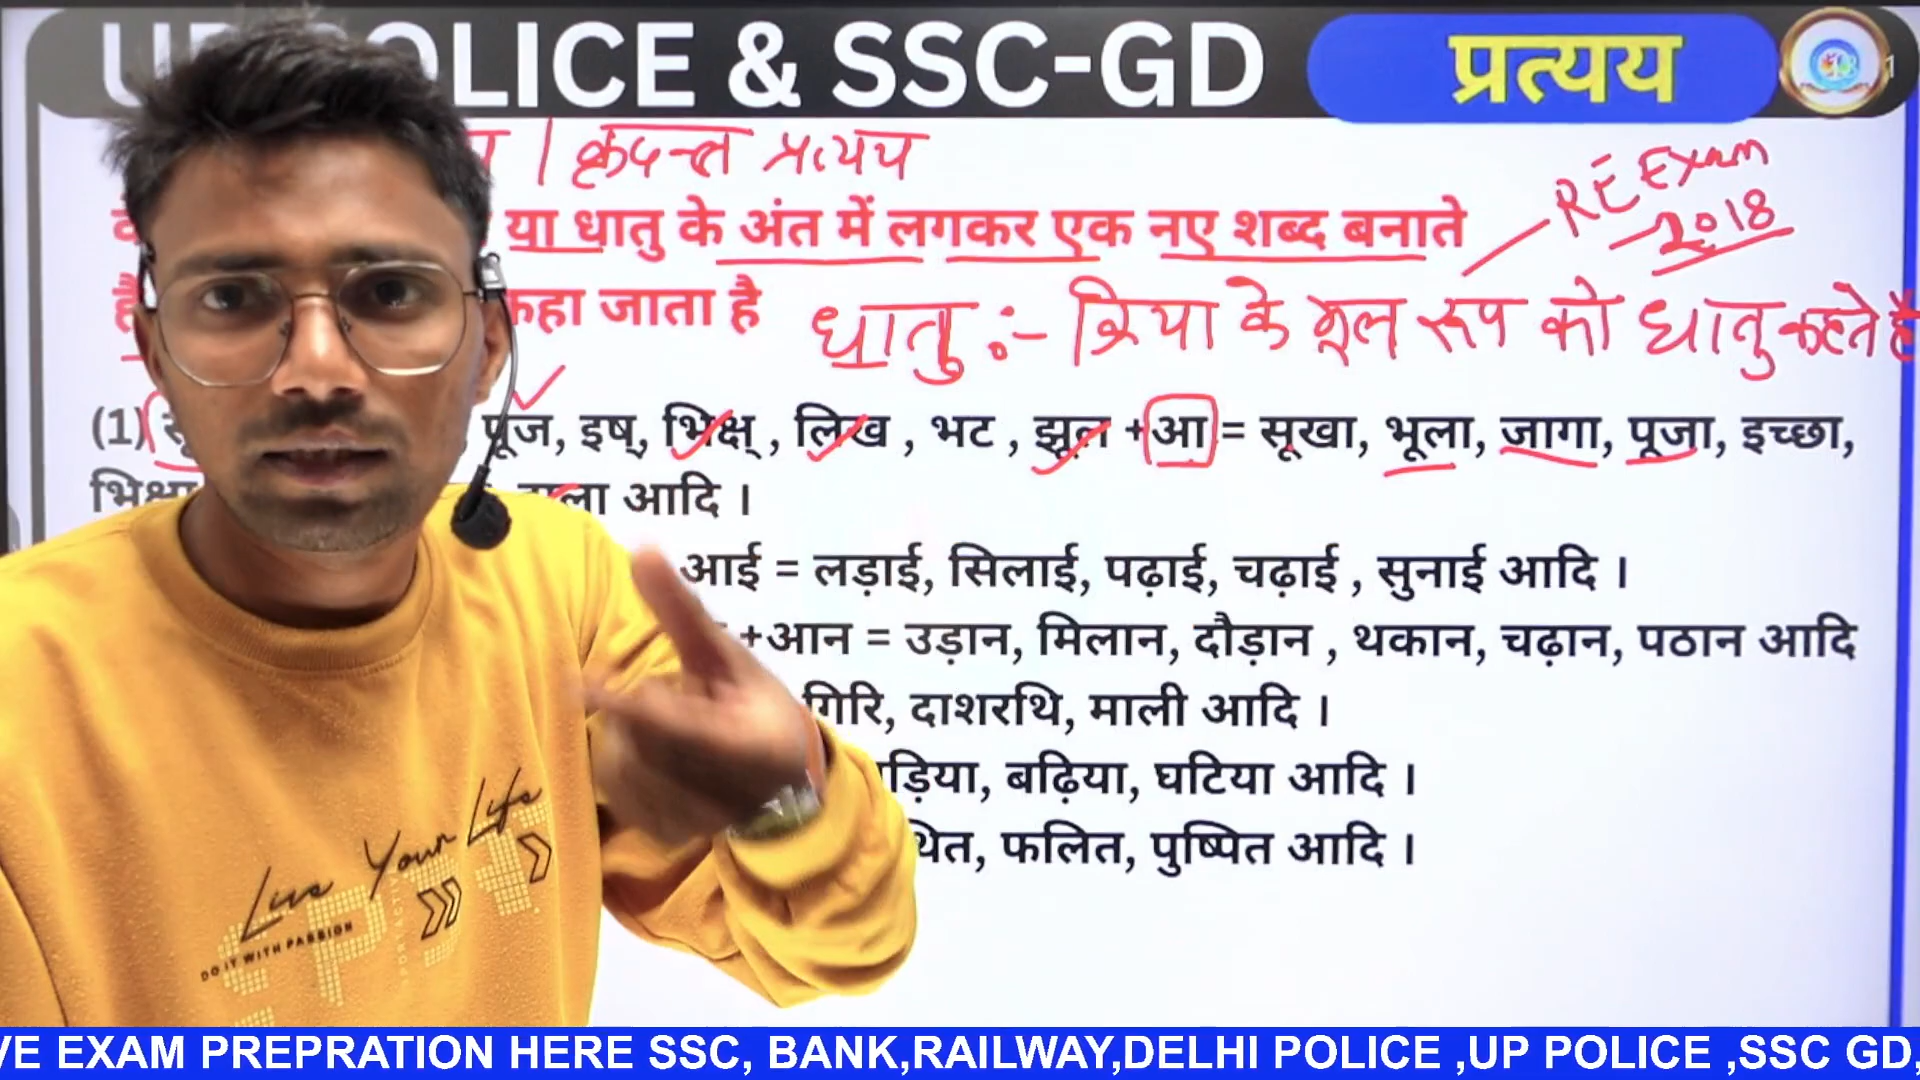 UP POLICE & SSC-GD
प्रत्यय
कृदन्त प्रत्यय
RE Exam
2018
या धातु के अंत में लगकर एक नए शब्द बनाते
कहा जाता है
धातु :- क्रिया के मूल रूप को धातु कहते है
(1) पूज, इष्, भिक्ष् , लिख , भट , झूल +आ = सूखा, भूला, जागा, पूजा, इच्छा,
आदि ।
आई = लड़ाई, सिलाई, पढ़ाई, चढ़ाई , सुनाई आदि ।
+आन = उड़ान, मिलान, दौड़ान , थकान, चढ़ान, पठान आदि
गिरि, दाशरथि, माली आदि ।
ड़िया, बढ़िया, घटिया आदि ।
थित, फलित, पुष्पित आदि ।
Live Your Life
DO IT WITH PASSION
VE EXAM PREPRATION HERE SSC, BANK,RAILWAY,DELHI POLICE ,UP POLICE ,SSC GD,